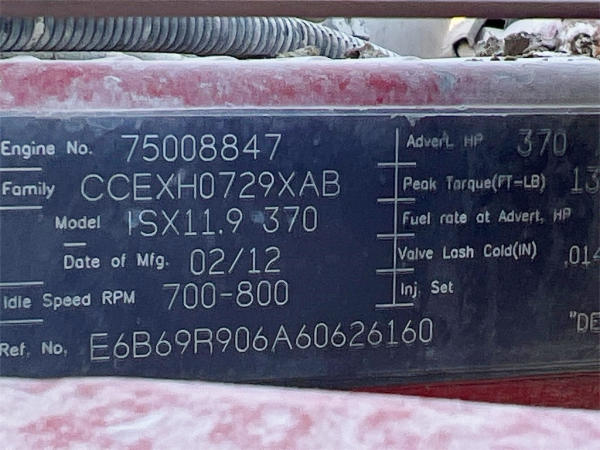 Engine No. 75008847
Family CCEXH0729XAB
Model ISX11.9 370
Date of Mfg. 02/12
Idle Speed RPM 700-800
Ref. No. E6B69R906A60626160
Advert. HP 370
Peak Torque(FT-LB) 13
Fuel rate at Advert, HP
Valve Lash Cold(IN) .014
Inj. Set
"DE